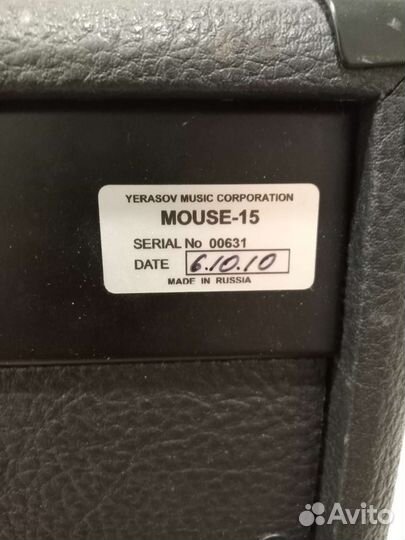 YERASOV MUSIC CORPORATION
MOUSE-15
SERIAL No 00631
DATE 6.10.10
MADE IN RUSSIA
Avito